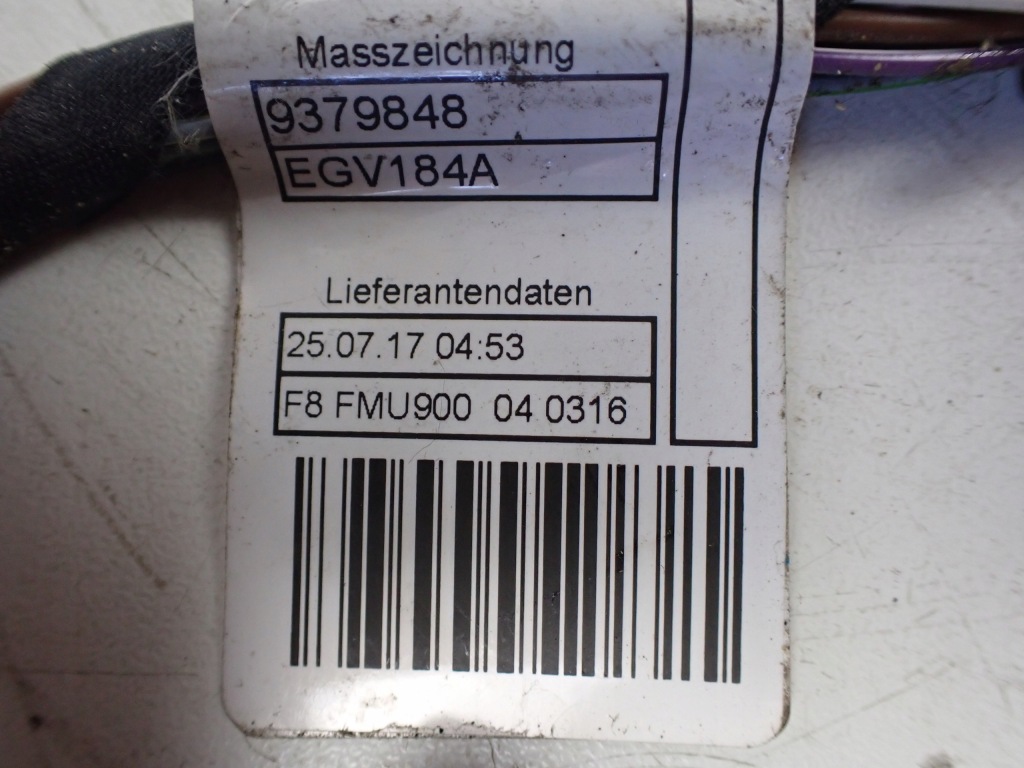 Masszeichnung
9379848
EGV184A
Lieferantendaten
25.07.17 04:53
F8 FMU900 04 0316